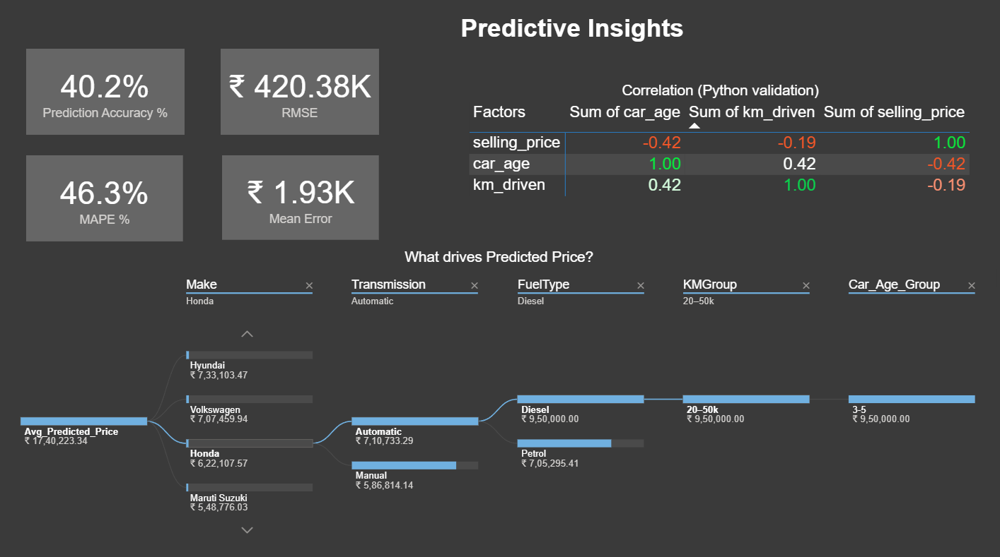 Predictive Insights
40.2%
Prediction Accuracy %
₹ 420.38K
RMSE
46.3%
MAPE %
₹ 1.93K
Mean Error
Correlation (Python validation)
Factors Sum of car_age Sum of km_driven Sum of selling_price
selling_price -0.42 -0.19 1.00
car_age 1.00 0.42 -0.42
km_driven 0.42 1.00 -0.19
What drives Predicted Price?
Make
Honda
Transmission
Automatic
FuelType
Diesel
KMGroup
20–50k
Car_Age_Group
Avg_Predicted_Price
₹ 17,40,223.34
Hyundai
₹ 7,33,103.47
Volkswagen
₹ 7,07,459.94
Honda
₹ 6,22,107.57
Maruti Suzuki
₹ 5,48,776.03
Automatic
₹ 7,10,733.29
Manual
₹ 5,86,814.14
Diesel
₹ 9,50,000.00
Petrol
₹ 7,05,295.41
20–50k
₹ 9,50,000.00
3-5
₹ 9,50,000.00